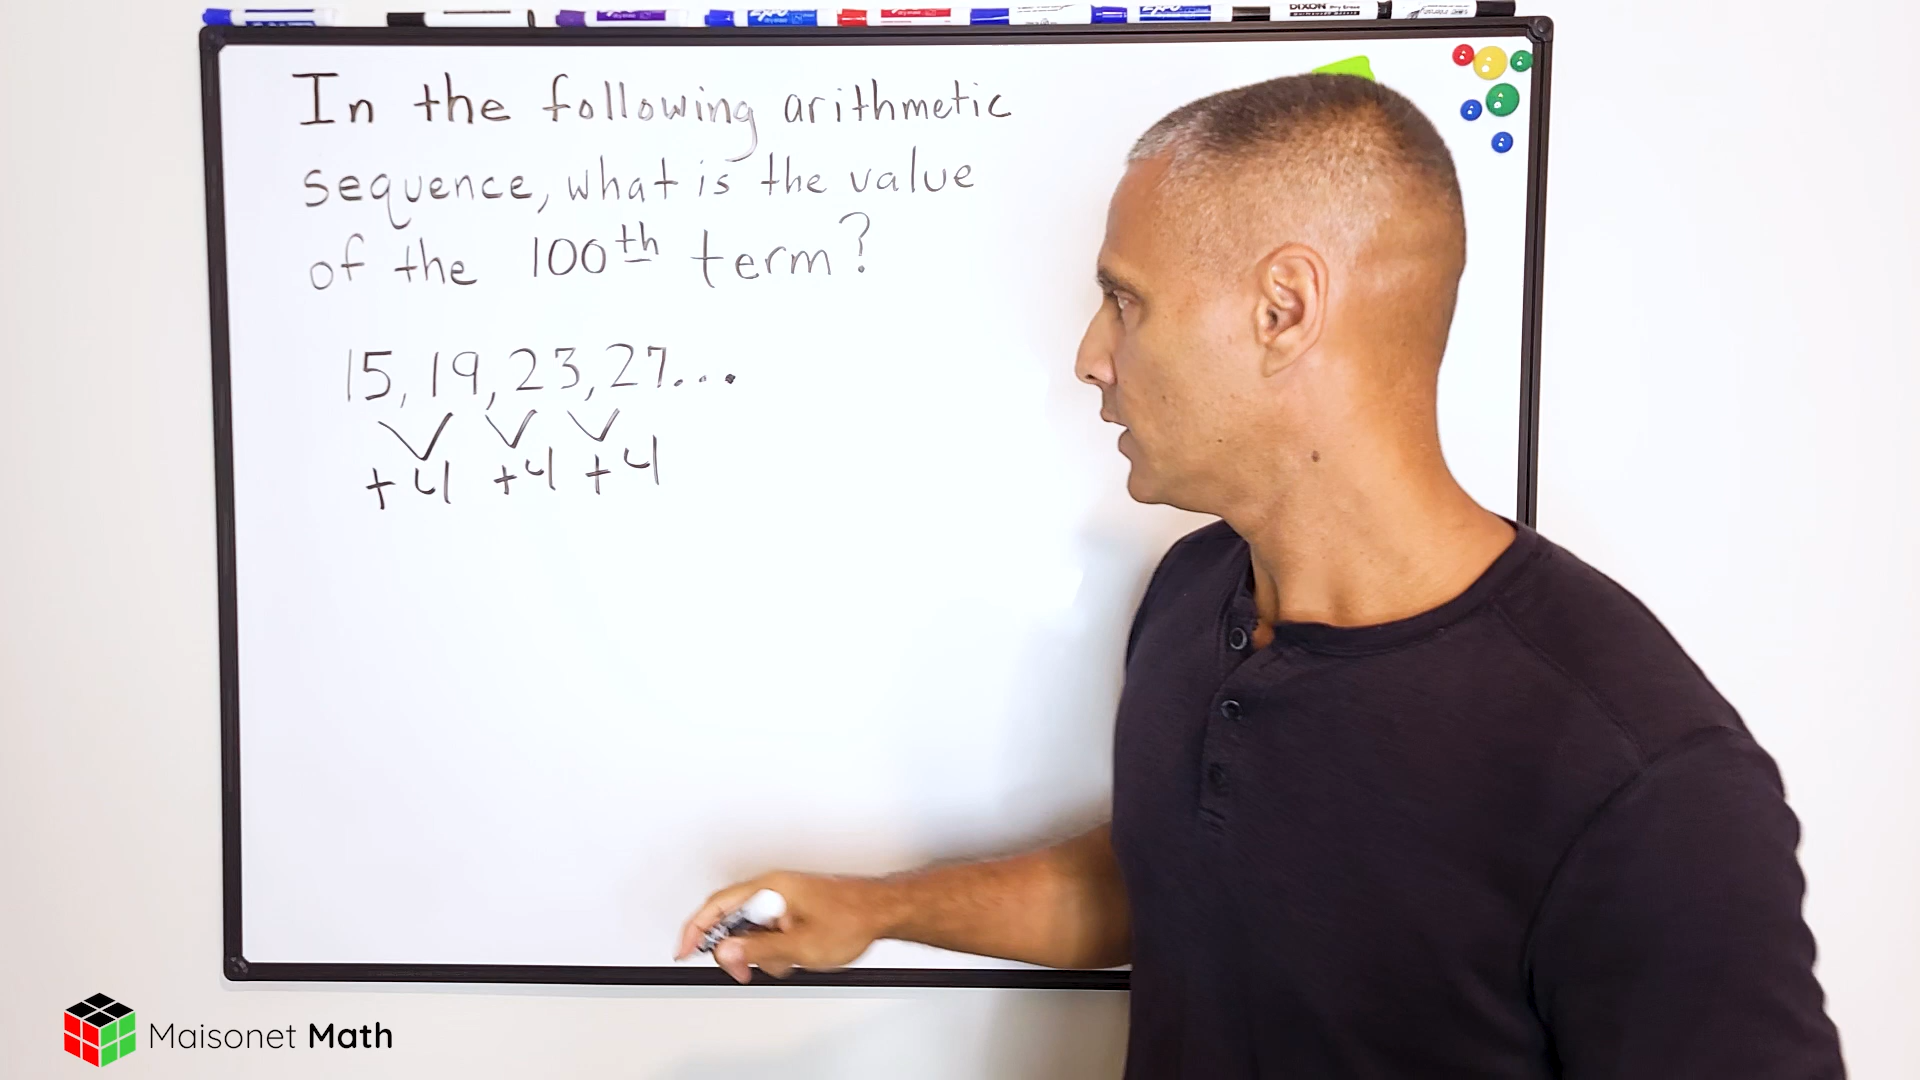 DIXON
In the following arithmetic
sequence, what is the value
of the 100th term?
15, 19, 23, 27...
+4 +4 +4
Maisonet Math